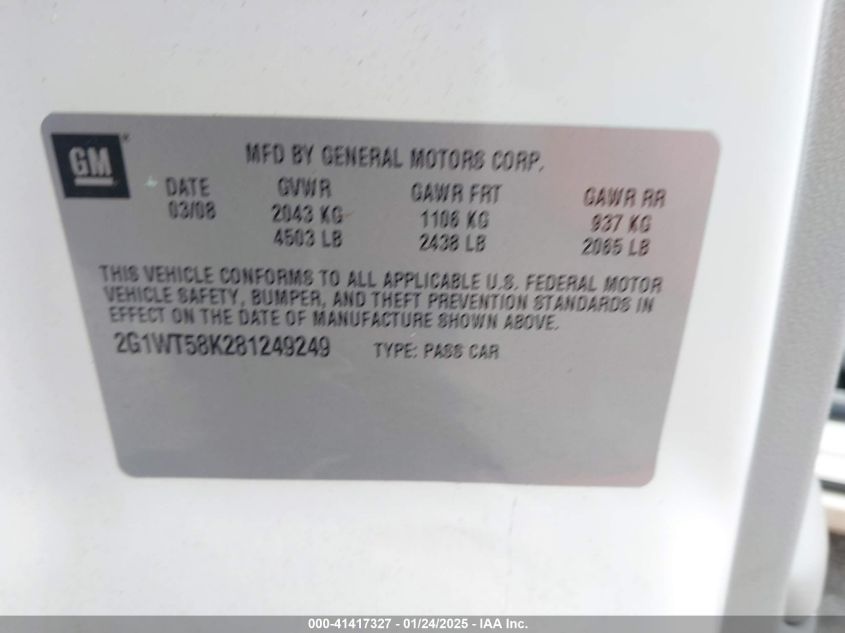 GM
MFD BY GENERAL MOTORS CORP.
DATE GVWR GAWR FRT GAWR RR
03/08 2043 KG 1106 KG 937 KG
4503 LB 2438 LB 2065 LB
THIS VEHICLE CONFORMS TO ALL APPLICABLE U.S. FEDERAL MOTOR
VEHICLE SAFETY, BUMPER, AND THEFT PREVENTION STANDARDS IN
EFFECT ON THE DATE OF MANUFACTURE SHOWN ABOVE.
2G1WT58K281249249 TYPE: PASS CAR
000-41417327 - 01/24/2025 - IAA Inc.